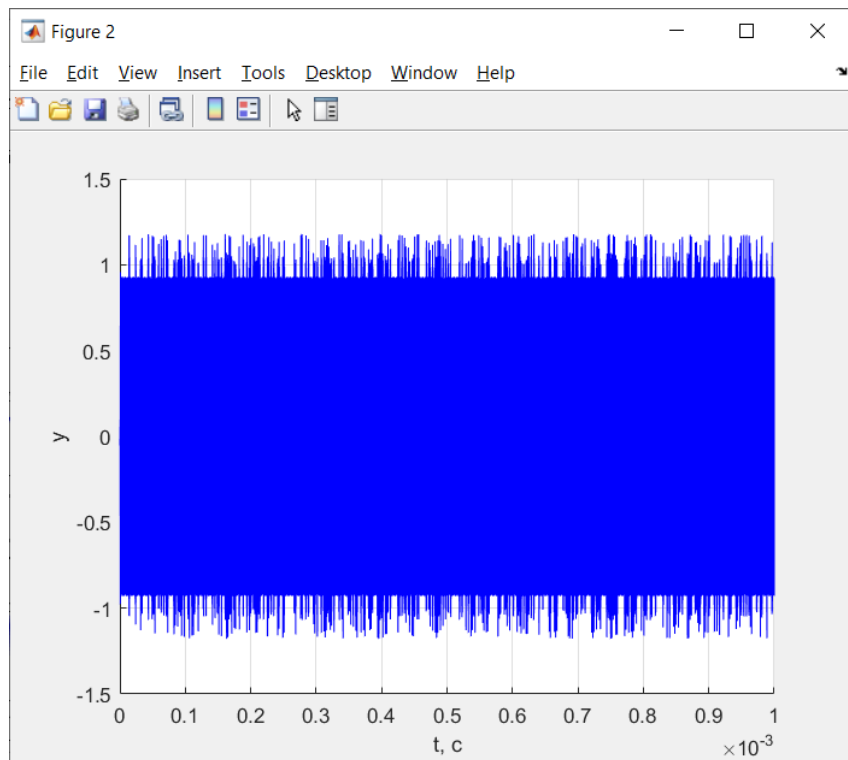 Figure 2
File Edit View Insert Tools Desktop Window Help
1.5
1
0.5
0
-0.5
-1
-1.5
y
0 0.1 0.2 0.3 0.4 0.5 0.6 0.7 0.8 0.9 1
t, c
×10⁻³